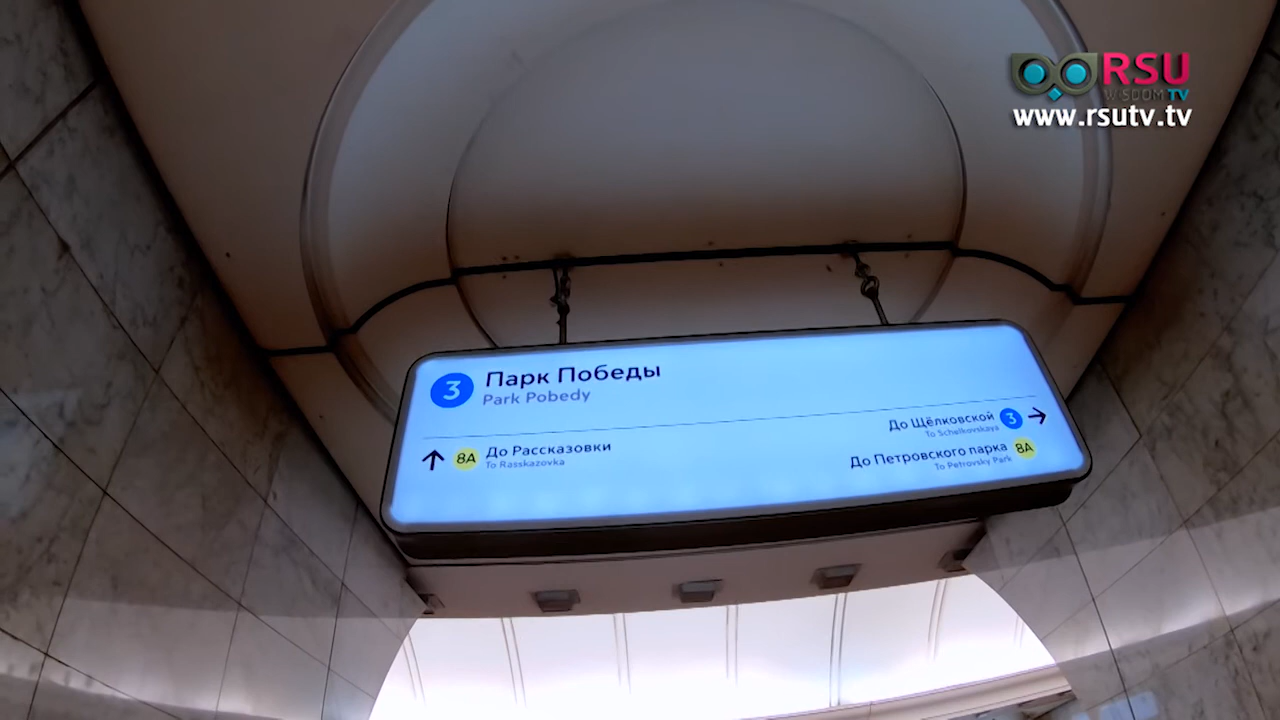 RSU
WISDOM TV
www.rsutv.tv
3 Парк Победы
Park Pobedy
До Щёлковской 3
To Schelkovskaya
8А До Рассказовки
To Rasskazovka
До Петровского парка 8А
To Petrovsky Park